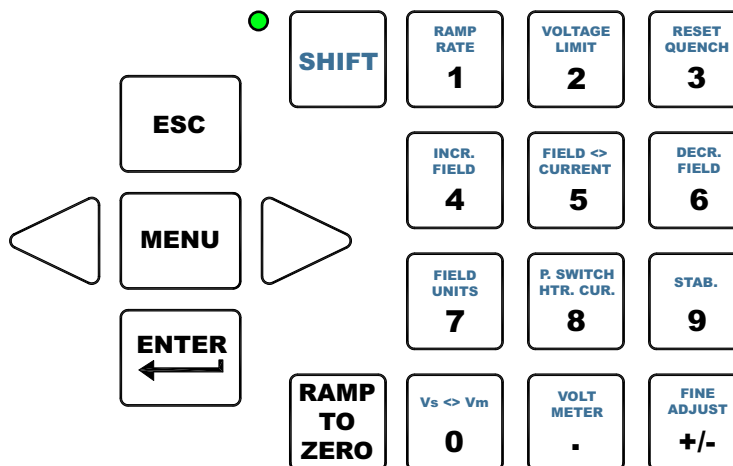 SHIFT
RAMP
RATE
1
VOLTAGE
LIMIT
2
RESET
QUENCH
3
ESC
INCR.
FIELD
4
FIELD <>
CURRENT
5
DECR.
FIELD
6
MENU
FIELD
UNITS
7
P. SWITCH
HTR. CUR.
8
STAB.
9
ENTER
RAMP
TO
ZERO
Vs <> Vm
0
VOLT
METER
.
FINE
ADJUST
+/-